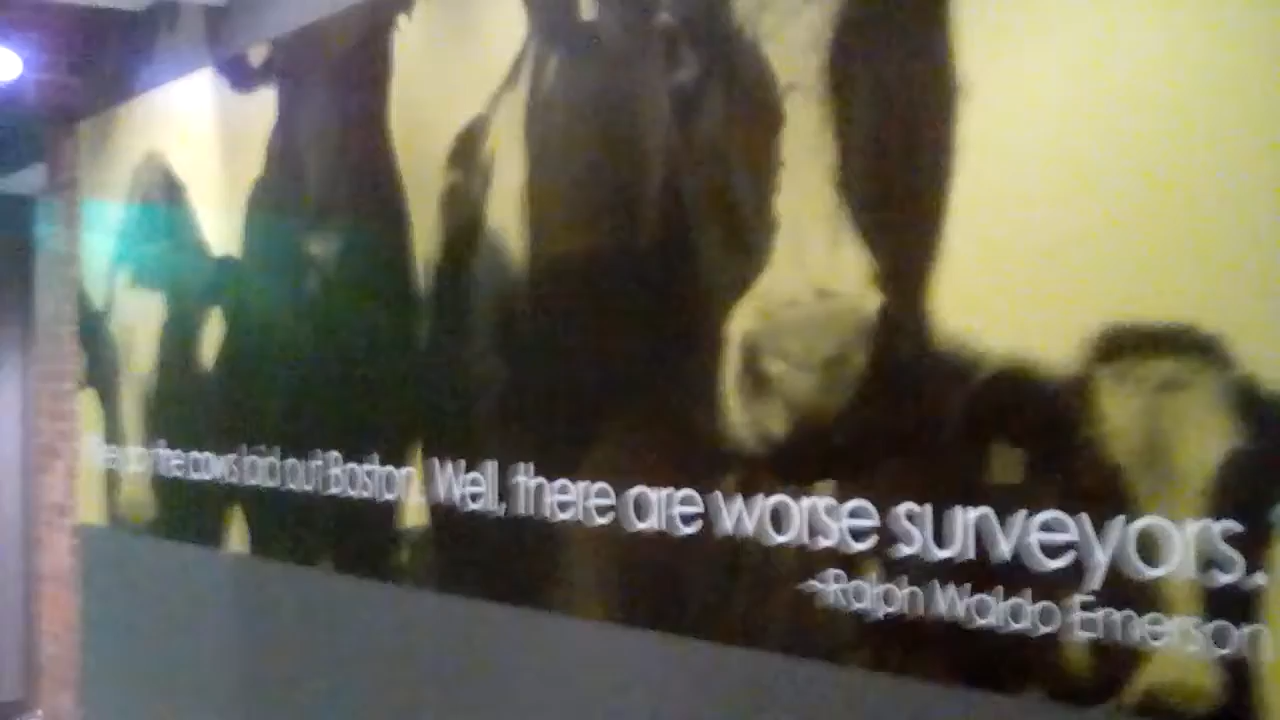 the cows laid out Boston. Well, there are worse surveyors.
-Ralph Waldo Emerson